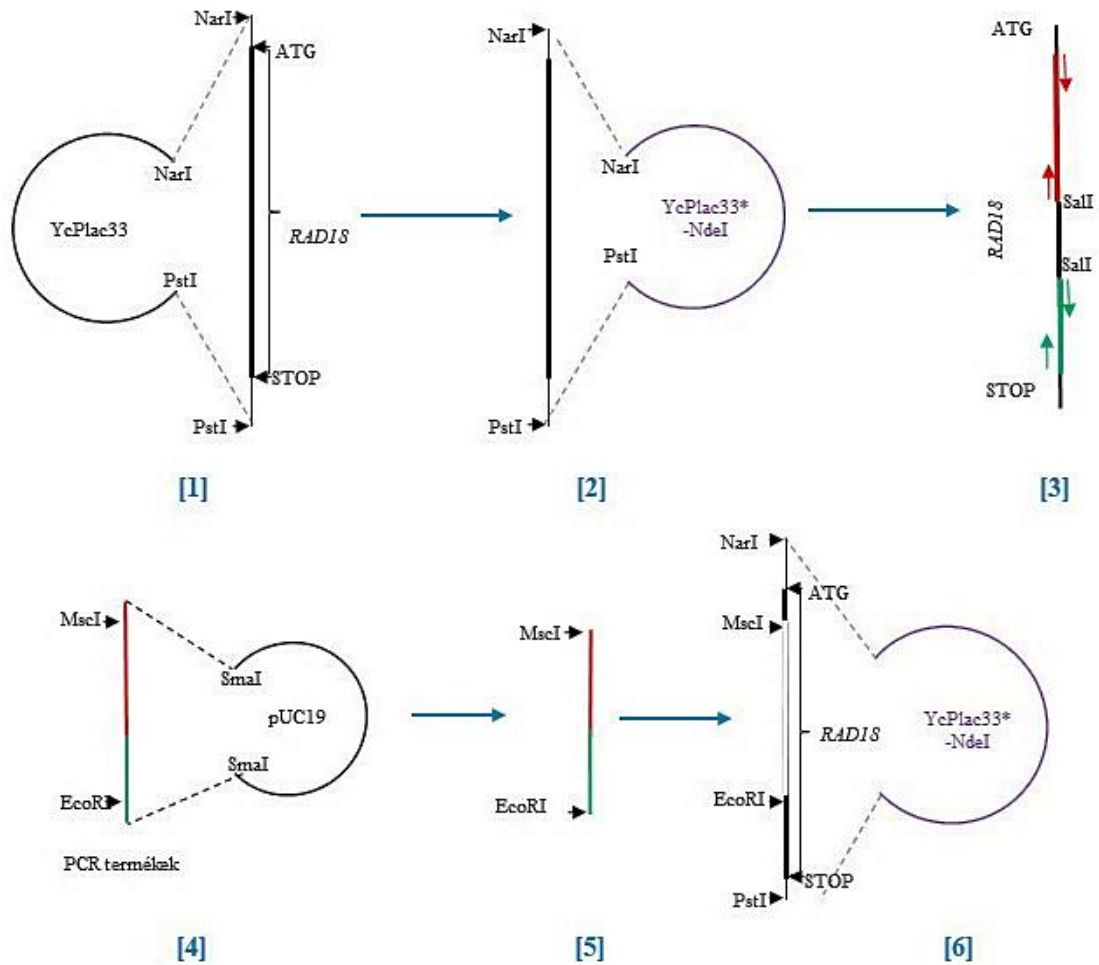 NarI
ATG
NarI
YcPlac33
PstI
RAD18
STOP
PstI
[1]
NarI
NarI
YcPlac33*
-NdeI
PstI
PstI
[2]
ATG
SalI
RAD18
SalI
STOP
[3]
MscI
SmaI
pUC19
SmaI
EcoRI
PCR termékek
[4]
MscI
EcoRI
[5]
NarI
ATG
MscI
YcPlac33*
-NdeI
RAD18
EcoRI
STOP
PstI
[6]